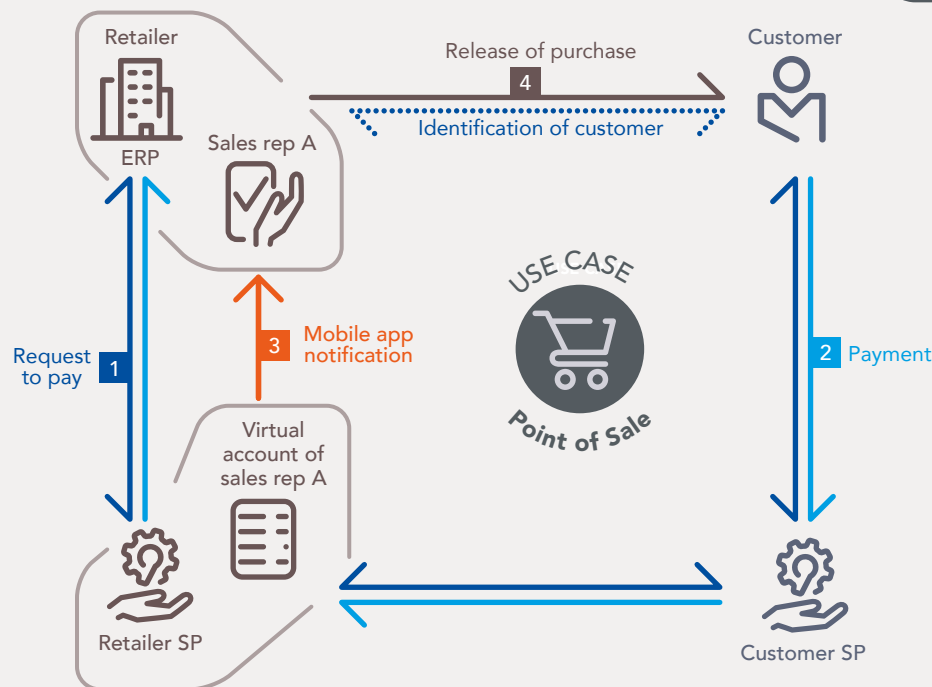 Retailer
ERP
Sales rep A
Release of purchase
4
Identification of customer
Customer
Request
to pay
1
3
Mobile app
notification
USE CASE
Point of Sale
2
Payment
Virtual
account of
sales rep A
Retailer SP
Customer SP